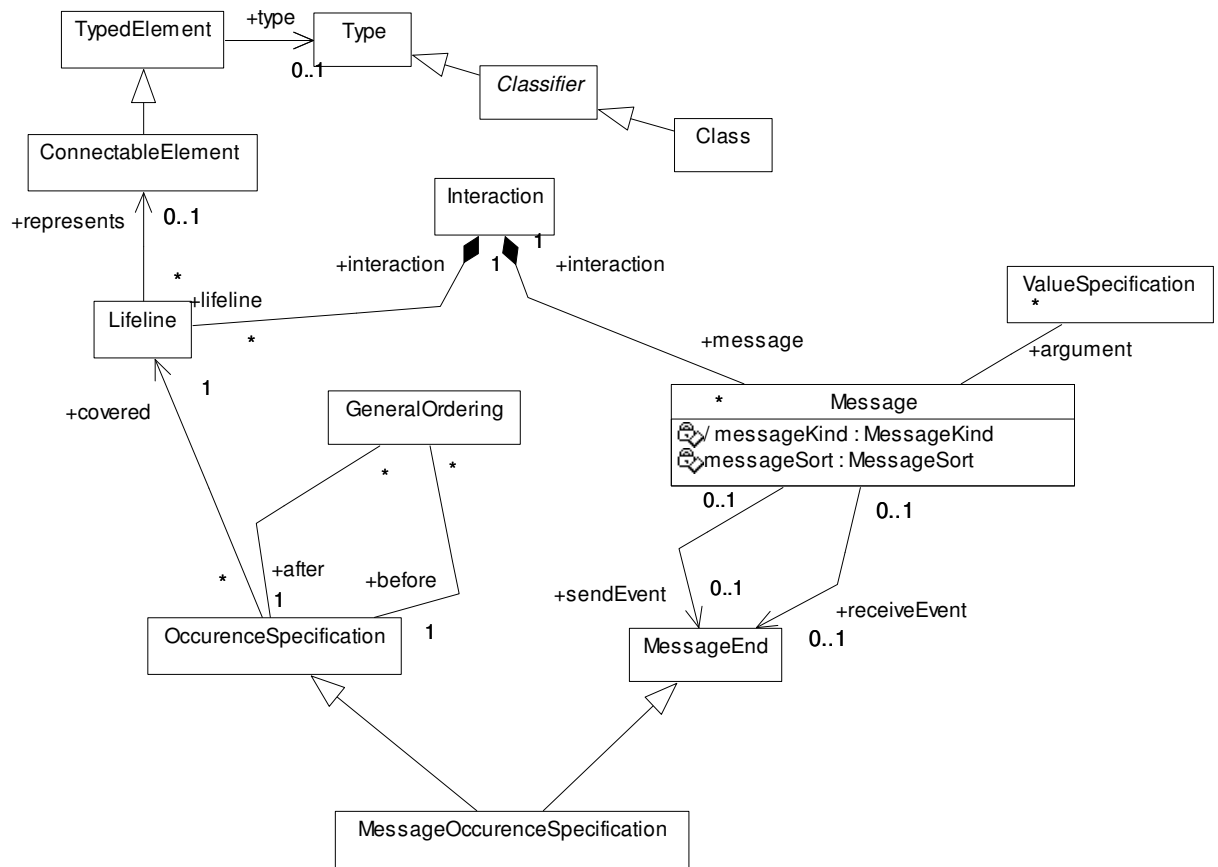 TypedElement
+type
Type
0..1
Classifier
Class
ConnectableElement
+represents
0..1
Interaction
1
+interaction
1
+interaction
*
+lifeline
Lifeline
*
ValueSpecification
*
+message
+argument
1
+covered
GeneralOrdering
*
Message
/ messageKind : MessageKind
messageSort : MessageSort
*
*
0..1
0..1
*
+after
+before
1
1
+sendEvent
0..1
+receiveEvent
0..1
OccurenceSpecification
MessageEnd
MessageOccurenceSpecification